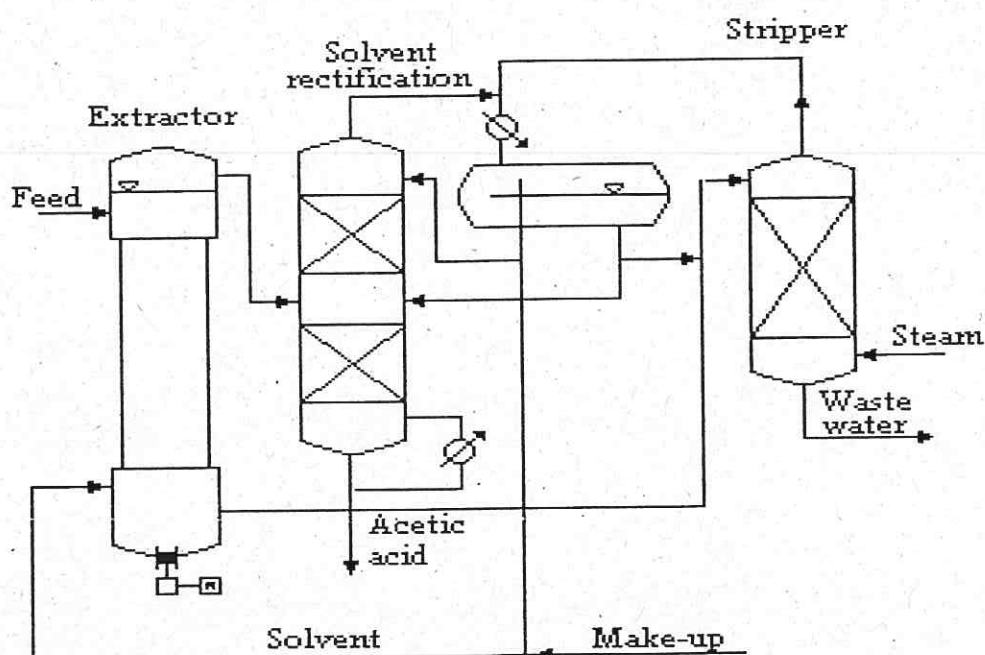 Stripper
Solvent
rectification
Extractor
Feed
Steam
Waste
water
Acetic
acid
M
Solvent
Make-up